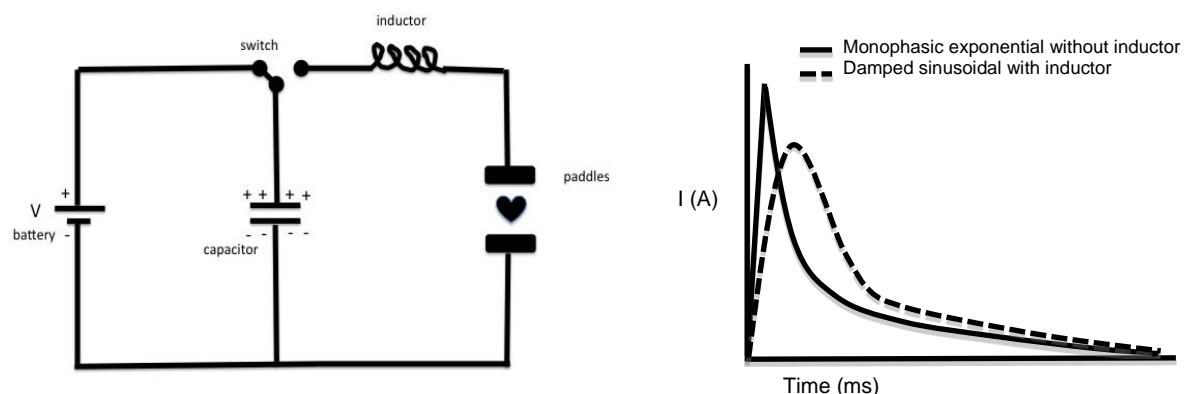 inductor
switch
+ + + +
+
V
battery -
- - - -
capacitor
paddles
Monophasic exponential without inductor
Damped sinusoidal with inductor
I (A)
Time (ms)